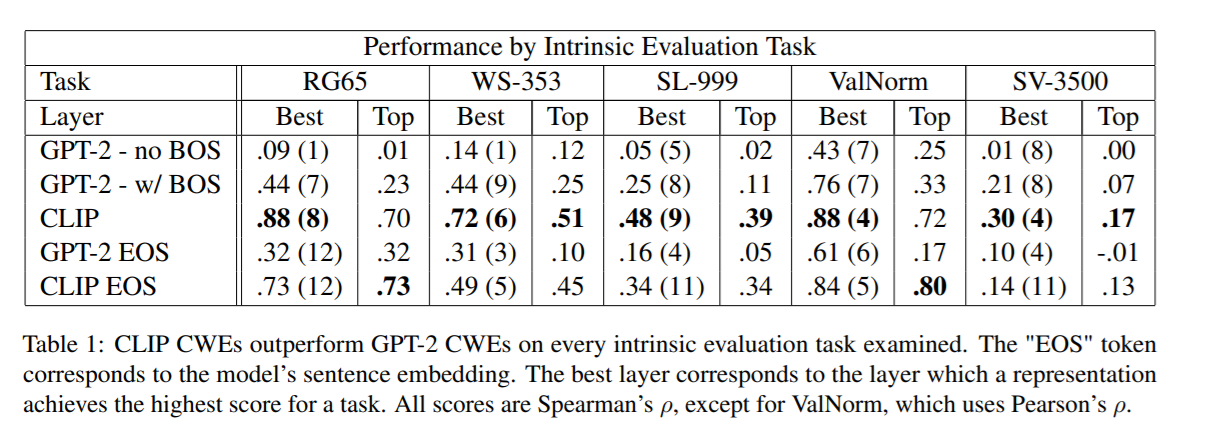 Performance by Intrinsic Evaluation Task
Task RG65 WS-353 SL-999 ValNorm SV-3500
Layer Best Top Best Top Best Top Best Top Best Top
GPT-2 - no BOS .09 (1) .01 .14 (1) .12 .05 (5) .02 .43 (7) .25 .01 (8) .00
GPT-2 - w/ BOS .44 (7) .23 .44 (9) .25 .25 (8) .11 .76 (7) .33 .21 (8) .07
CLIP .88 (8) .70 .72 (6) .51 .48 (9) .39 .88 (4) .72 .30 (4) .17
GPT-2 EOS .32 (12) .32 .31 (3) .10 .16 (4) .05 .61 (6) .17 .10 (4) -.01
CLIP EOS .73 (12) .73 .49 (5) .45 .34 (11) .34 .84 (5) .80 .14 (11) .13
Table 1: CLIP CWEs outperform GPT-2 CWEs on every intrinsic evaluation task examined. The "EOS" token
corresponds to the model's sentence embedding. The best layer corresponds to the layer which a representation
achieves the highest score for a task. All scores are Spearman's ρ, except for ValNorm, which uses Pearson's ρ.